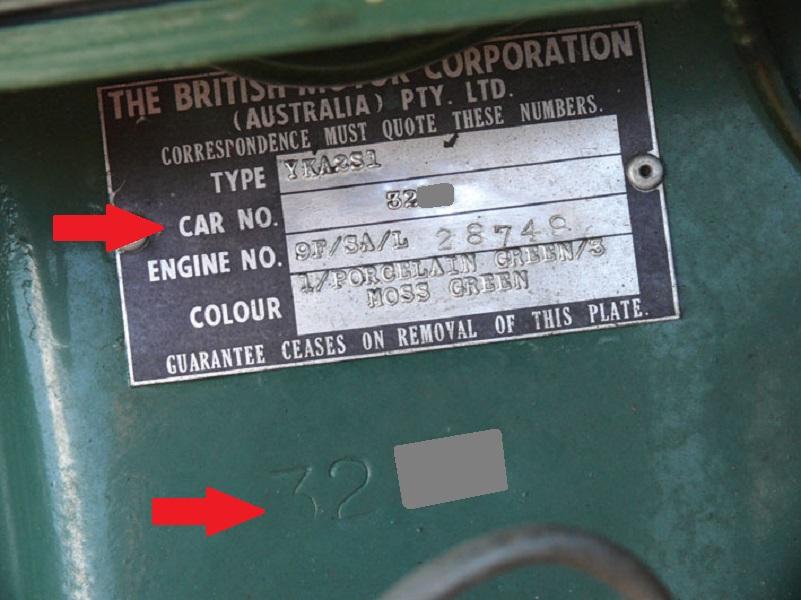 THE BRITISH MOTOR CORPORATION
(AUSTRALIA) PTY. LTD.
CORRESPONDENCE MUST QUOTE THESE NUMBERS.
TYPE YKA2S1
CAR NO. 32
ENGINE NO. 9F/SA/L 28748
COLOUR 1/PORCELAIN GREEN/3
MOSS GREEN
GUARANTEE CEASES ON REMOVAL OF THIS PLATE.
32